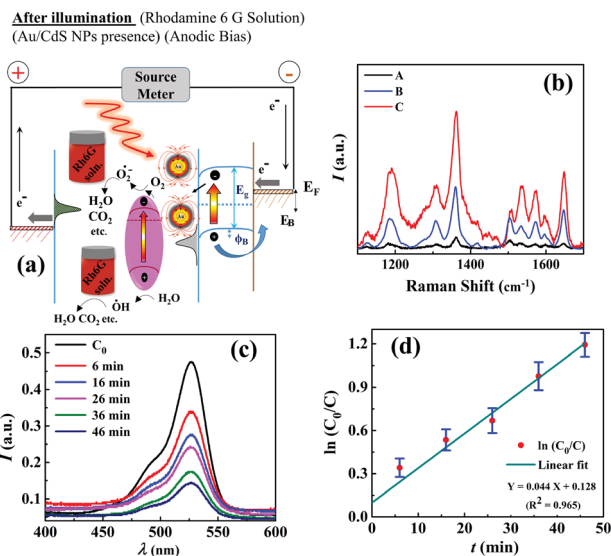 After illumination (Rhodamine 6 G Solution)
(Au/CdS NPs presence) (Anodic Bias)
+
Source
Meter
-
e⁻
e⁻
Rh6G
soln.
O₂•⁻
O₂
Au
e⁻
E_F
H₂O
CO₂
etc.
E_g
E_B
e⁻
Au
ϕ_B
(a)
Rh6G
soln.
H₂O
ȮH
H₂O CO₂ etc.
(b)
A
B
C
I (a.u.)
1200
1400
1600
Raman Shift (cm⁻¹)
(c)
C₀
6 min
16 min
26 min
36 min
46 min
I (a.u.)
0.5
0.4
0.3
0.2
0.1
400
450
500
550
600
λ (nm)
(d)
ln (C₀/C)
1.2
0.9
0.6
0.3
0.0
ln (C₀/C)
Linear fit
Y = 0.044 X + 0.128
(R² = 0.965)
0
10
20
30
40
50
t (min)